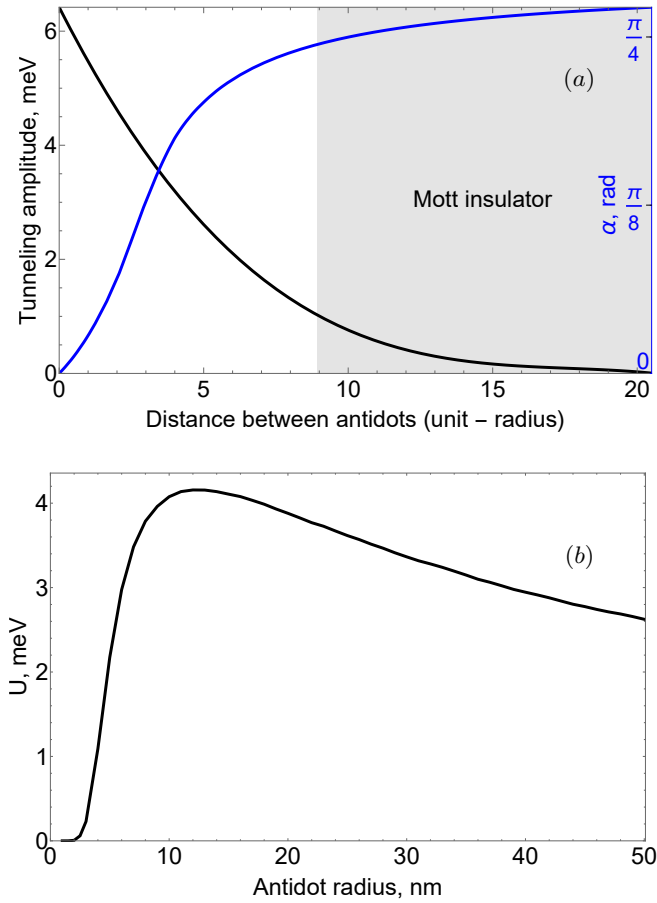 6
4
2
0
Tunneling amplitude, meV
(a)
Mott insulator
π/4
π/8
0
α, rad
0
5
10
15
20
Distance between antidots (unit – radius)
4
3
2
1
0
U, meV
(b)
0
10
20
30
40
50
Antidot radius, nm